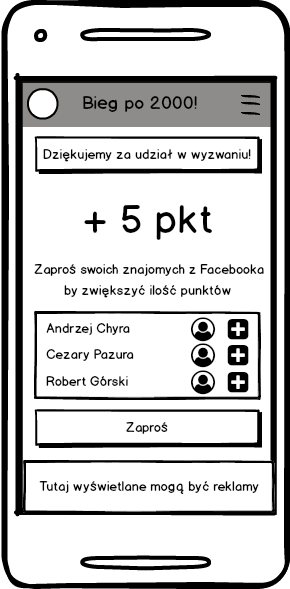 Bieg po 2000!
Dziękujemy za udział w wyzwaniu!
+ 5 pkt
Zaproś swoich znajomych z Facebooka
by zwiększyć ilość punktów
Andrzej Chyra
Cezary Pazura
Robert Górski
Zaproś
Tutaj wyświetlane mogą być reklamy